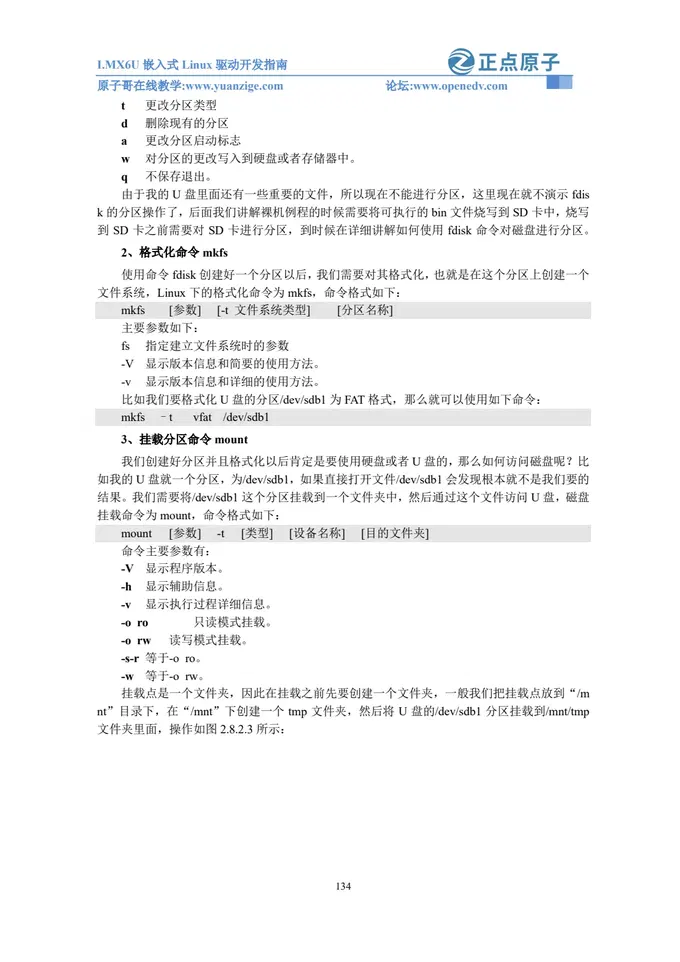 I.MX6U 嵌入式 Linux 驱动开发指南
正点原子
原子哥在线教学:www.yuanzige.com 论坛:www.openedv.com
t 更改分区类型
d 删除现有的分区
a 更改分区启动标志
w 对分区的更改写入到硬盘或者存储器中。
q 不保存退出。
由于我的 U 盘里面还有一些重要的文件，所以现在不能进行分区，这里现在就不演示 fdis
k 的分区操作了，后面我们讲解裸机例程的时候需要将可执行的 bin 文件烧写到 SD 卡中，烧写
到 SD 卡之前需要对 SD 卡进行分区，到时候在详细讲解如何使用 fdisk 命令对磁盘进行分区。
2、格式化命令 mkfs
使用命令 fdisk 创建好一个分区以后，我们需要对其格式化，也就是在这个分区上创建一个
文件系统，Linux 下的格式化命令为 mkfs，命令格式如下：
mkfs [参数] [-t 文件系统类型] [分区名称]
主要参数如下：
fs 指定建立文件系统时的参数
-V 显示版本信息和简要的使用方法。
-v 显示版本信息和详细的使用方法。
比如我们要格式化 U 盘的分区/dev/sdb1 为 FAT 格式，那么就可以使用如下命令：
mkfs –t vfat /dev/sdb1
3、挂载分区命令 mount
我们创建好分区并且格式化以后肯定是要使用硬盘或者 U 盘的，那么如何访问磁盘呢？比
如我的 U 盘就一个分区，为/dev/sdb1，如果直接打开文件/dev/sdb1 会发现根本就不是我们要的
结果。我们需要将/dev/sdb1 这个分区挂载到一个文件夹中，然后通过这个文件访问 U 盘，磁盘
挂载命令为 mount，命令格式如下：
mount [参数] -t [类型] [设备名称] [目的文件夹]
命令主要参数有：
-V 显示程序版本。
-h 显示辅助信息。
-v 显示执行过程详细信息。
-o ro 只读模式挂载。
-o rw 读写模式挂载。
-s-r 等于-o ro。
-w 等于-o rw。
挂载点是一个文件夹，因此在挂载之前先要创建一个文件夹，一般我们把挂载点放到“/m
nt”目录下，在“/mnt”下创建一个 tmp 文件夹，然后将 U 盘的/dev/sdb1 分区挂载到/mnt/tmp
文件夹里面，操作如图 2.8.2.3 所示：
134